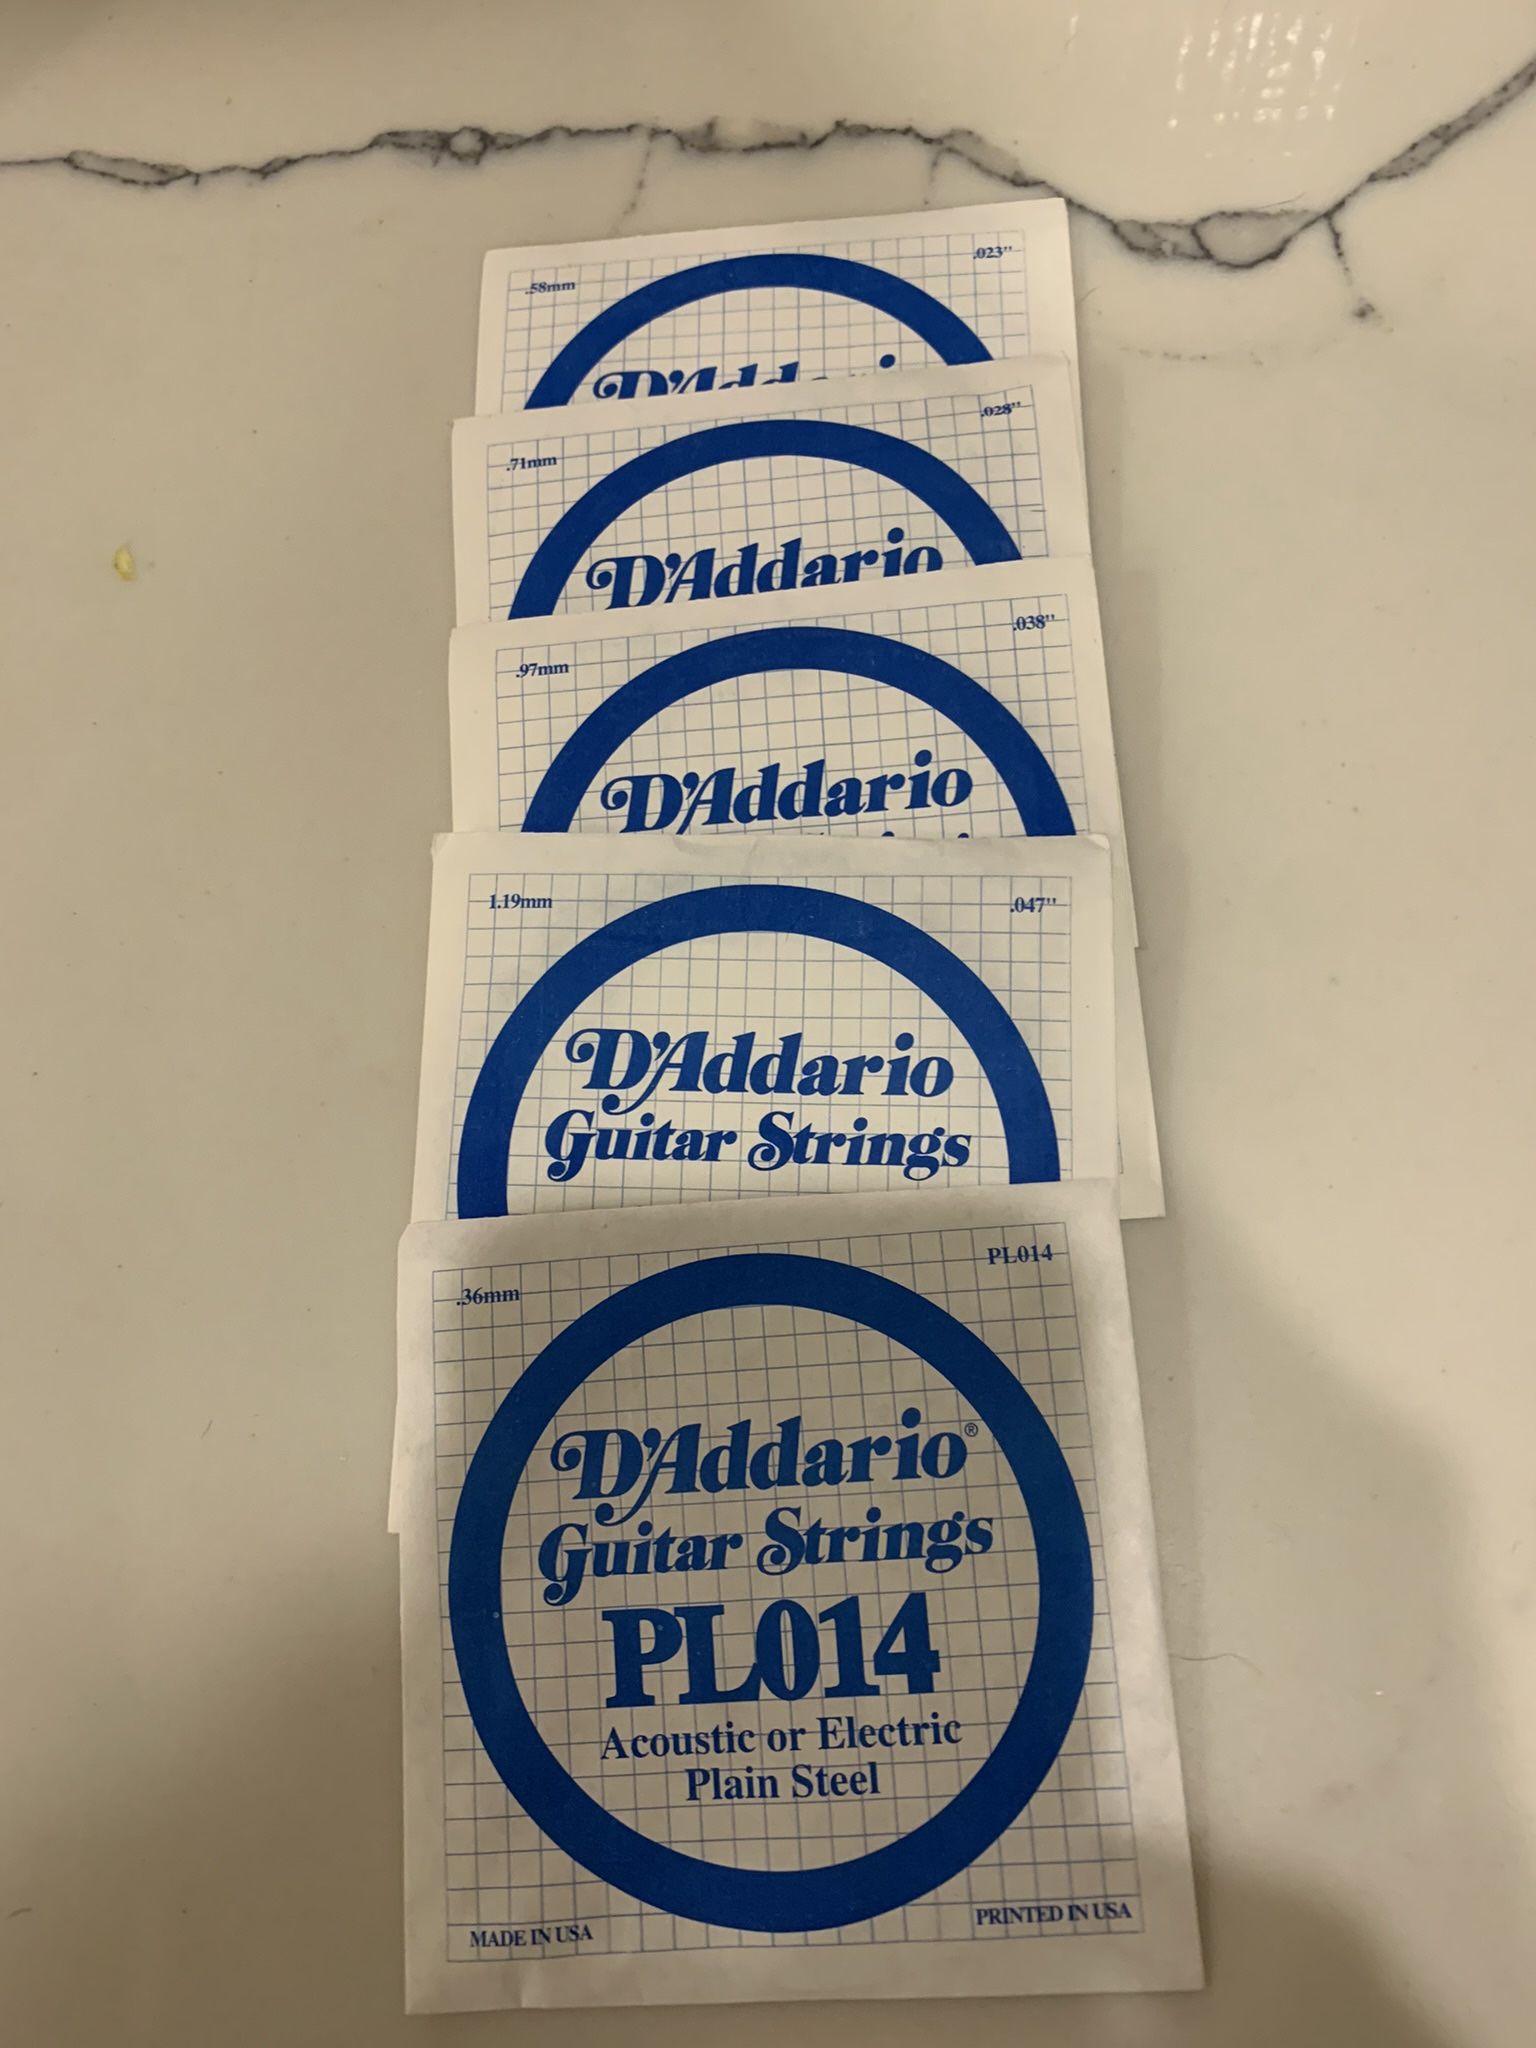 .58mm .023"
D'Addario
.71mm .028"
D'Addario
.97mm .038"
D'Addario
1.19mm .047"
D'Addario
Guitar Strings
.36mm PL014
D'Addario®
Guitar Strings
PL014
Acoustic or Electric
Plain Steel
MADE IN USA PRINTED IN USA